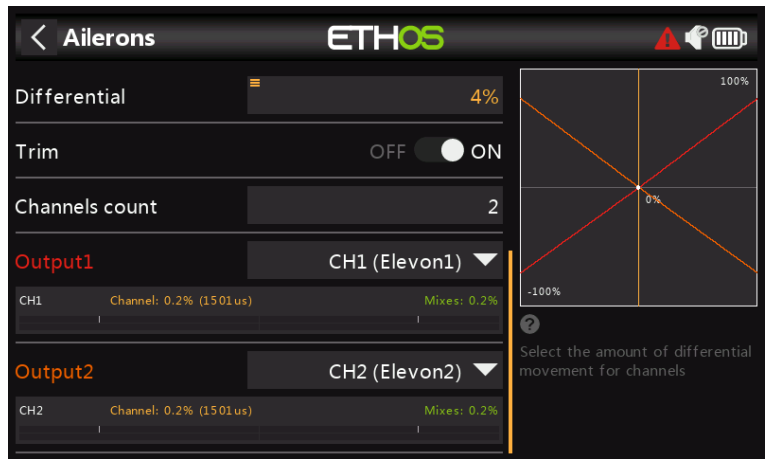 Ailerons
ETHOS
Differential
4%
Trim
OFF ON
Channels count
2
Output1
CH1 (Elevon1)
CH1 Channel: 0.2% (1501us) Mixes: 0.2%
Output2
CH2 (Elevon2)
CH2 Channel: 0.2% (1501us) Mixes: 0.2%
100%
0%
-100%
?
Select the amount of differential
movement for channels